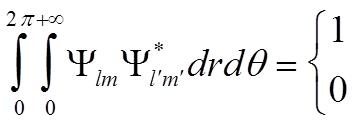 ∫₀^{2π} ∫₀^{+∞} Ψ_{lm} Ψ^{*}_{l'm'} dr dθ = { 1
0